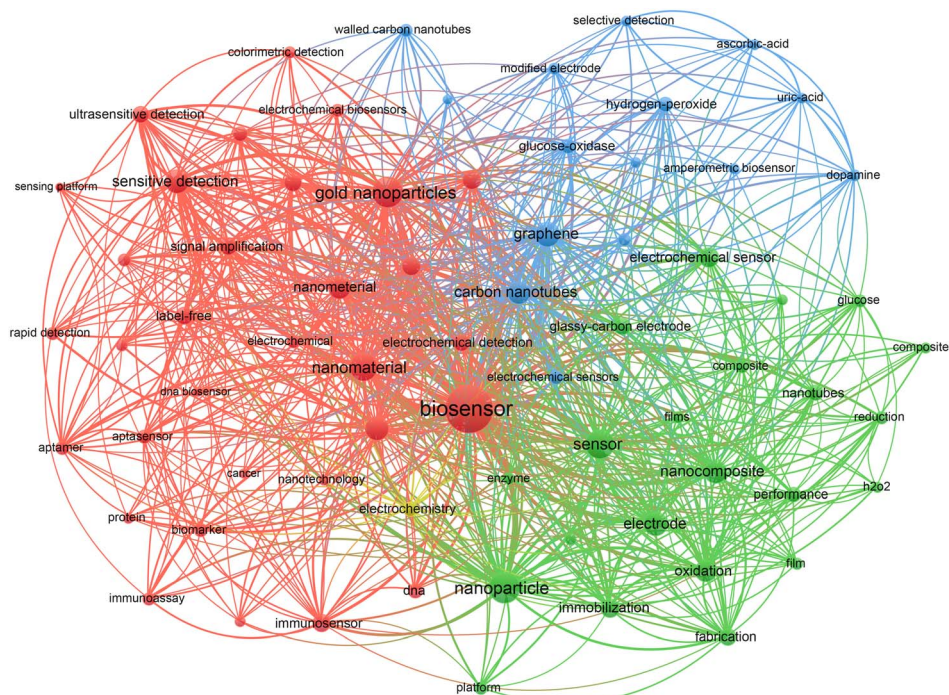 walled carbon nanotubes
selective detection
ascorbic-acid
colorimetric detection
modified electrode
uric-acid
ultrasensitive detection
electrochemical biosensors
hydrogen-peroxide
glucose-oxidase
amperometric biosensor
dopamine
sensing platform
sensitive detection
gold nanoparticles
graphene
signal amplification
electrochemical sensor
nanometerial
carbon nanotubes
glucose
label-free
glassy-carbon electrode
rapid detection
electrochemical
electrochemical detection
composite
nanomaterial
composite
electrochemical sensors
dna biosensor
nanotubes
biosensor
films
reduction
aptamer
aptasensor
sensor
cancer
nanotechnology
enzyme
nanocomposite
h2o2
performance
electrochemistry
protein
biomarker
electrode
film
oxidation
dna
nanoparticle
immunoassay
immobilization
immunosensor
fabrication
platform